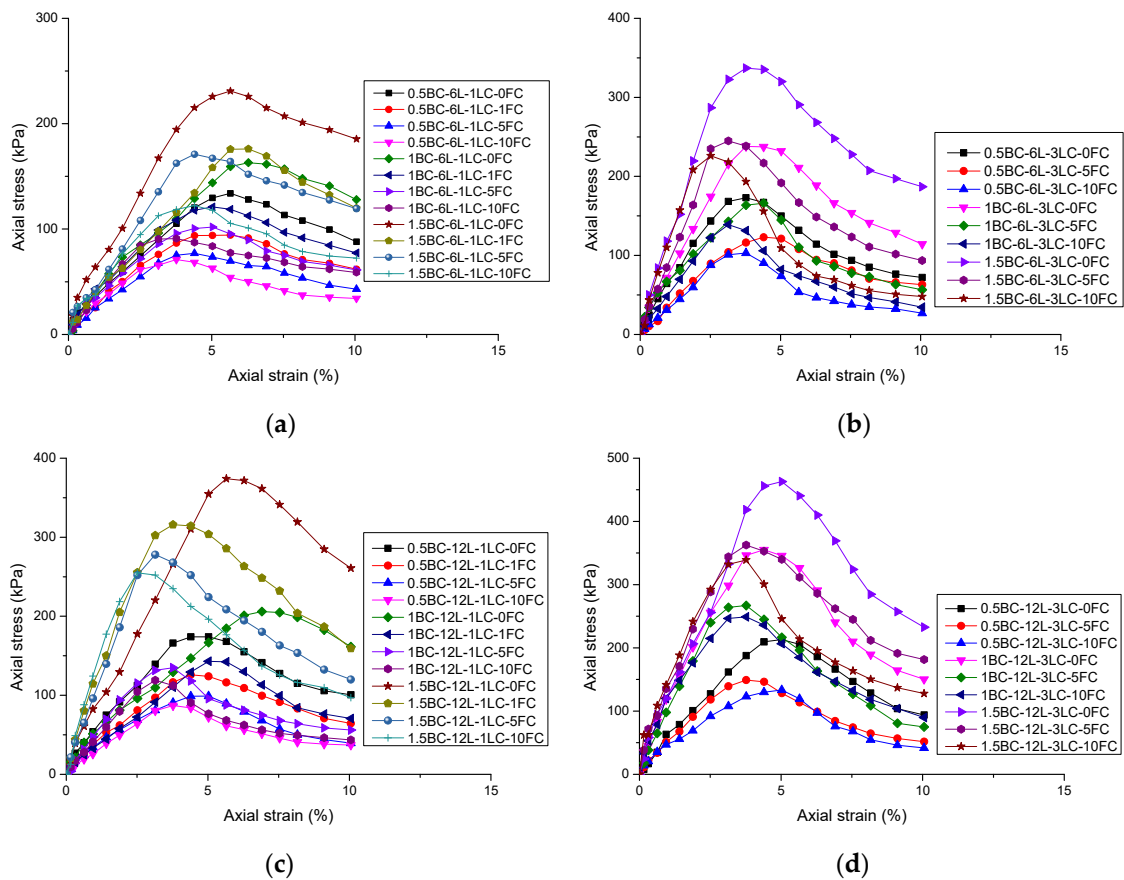 300
200
100
0
0
5
10
15
Axial stress (kPa)
Axial strain (%)
0.5BC-6L-1LC-0FC
0.5BC-6L-1LC-1FC
0.5BC-6L-1LC-5FC
0.5BC-6L-1LC-10FC
1BC-6L-1LC-0FC
1BC-6L-1LC-1FC
1BC-6L-1LC-5FC
1BC-6L-1LC-10FC
1.5BC-6L-1LC-0FC
1.5BC-6L-1LC-1FC
1.5BC-6L-1LC-5FC
1.5BC-6L-1LC-10FC
(a)
400
300
200
100
0
0
5
10
15
Axial stress (kPa)
Axial strain (%)
0.5BC-6L-3LC-0FC
0.5BC-6L-3LC-5FC
0.5BC-6L-3LC-10FC
1BC-6L-3LC-0FC
1BC-6L-3LC-5FC
1BC-6L-3LC-10FC
1.5BC-6L-3LC-0FC
1.5BC-6L-3LC-5FC
1.5BC-6L-3LC-10FC
(b)
400
300
200
100
0
0
5
10
15
Axial stress (kPa)
Axial strain (%)
0.5BC-12L-1LC-0FC
0.5BC-12L-1LC-1FC
0.5BC-12L-1LC-5FC
0.5BC-12L-1LC-10FC
1BC-12L-1LC-0FC
1BC-12L-1LC-1FC
1BC-12L-1LC-5FC
1BC-12L-1LC-10FC
1.5BC-12L-1LC-0FC
1.5BC-12L-1LC-1FC
1.5BC-12L-1LC-5FC
1.5BC-12L-1LC-10FC
(c)
500
400
300
200
100
0
0
5
10
15
Axial stress (kPa)
Axial strain (%)
0.5BC-12L-3LC-0FC
0.5BC-12L-3LC-5FC
0.5BC-12L-3LC-10FC
1BC-12L-3LC-0FC
1BC-12L-3LC-5FC
1BC-12L-3LC-10FC
1.5BC-12L-3LC-0FC
1.5BC-12L-3LC-5FC
1.5BC-12L-3LC-10FC
(d)